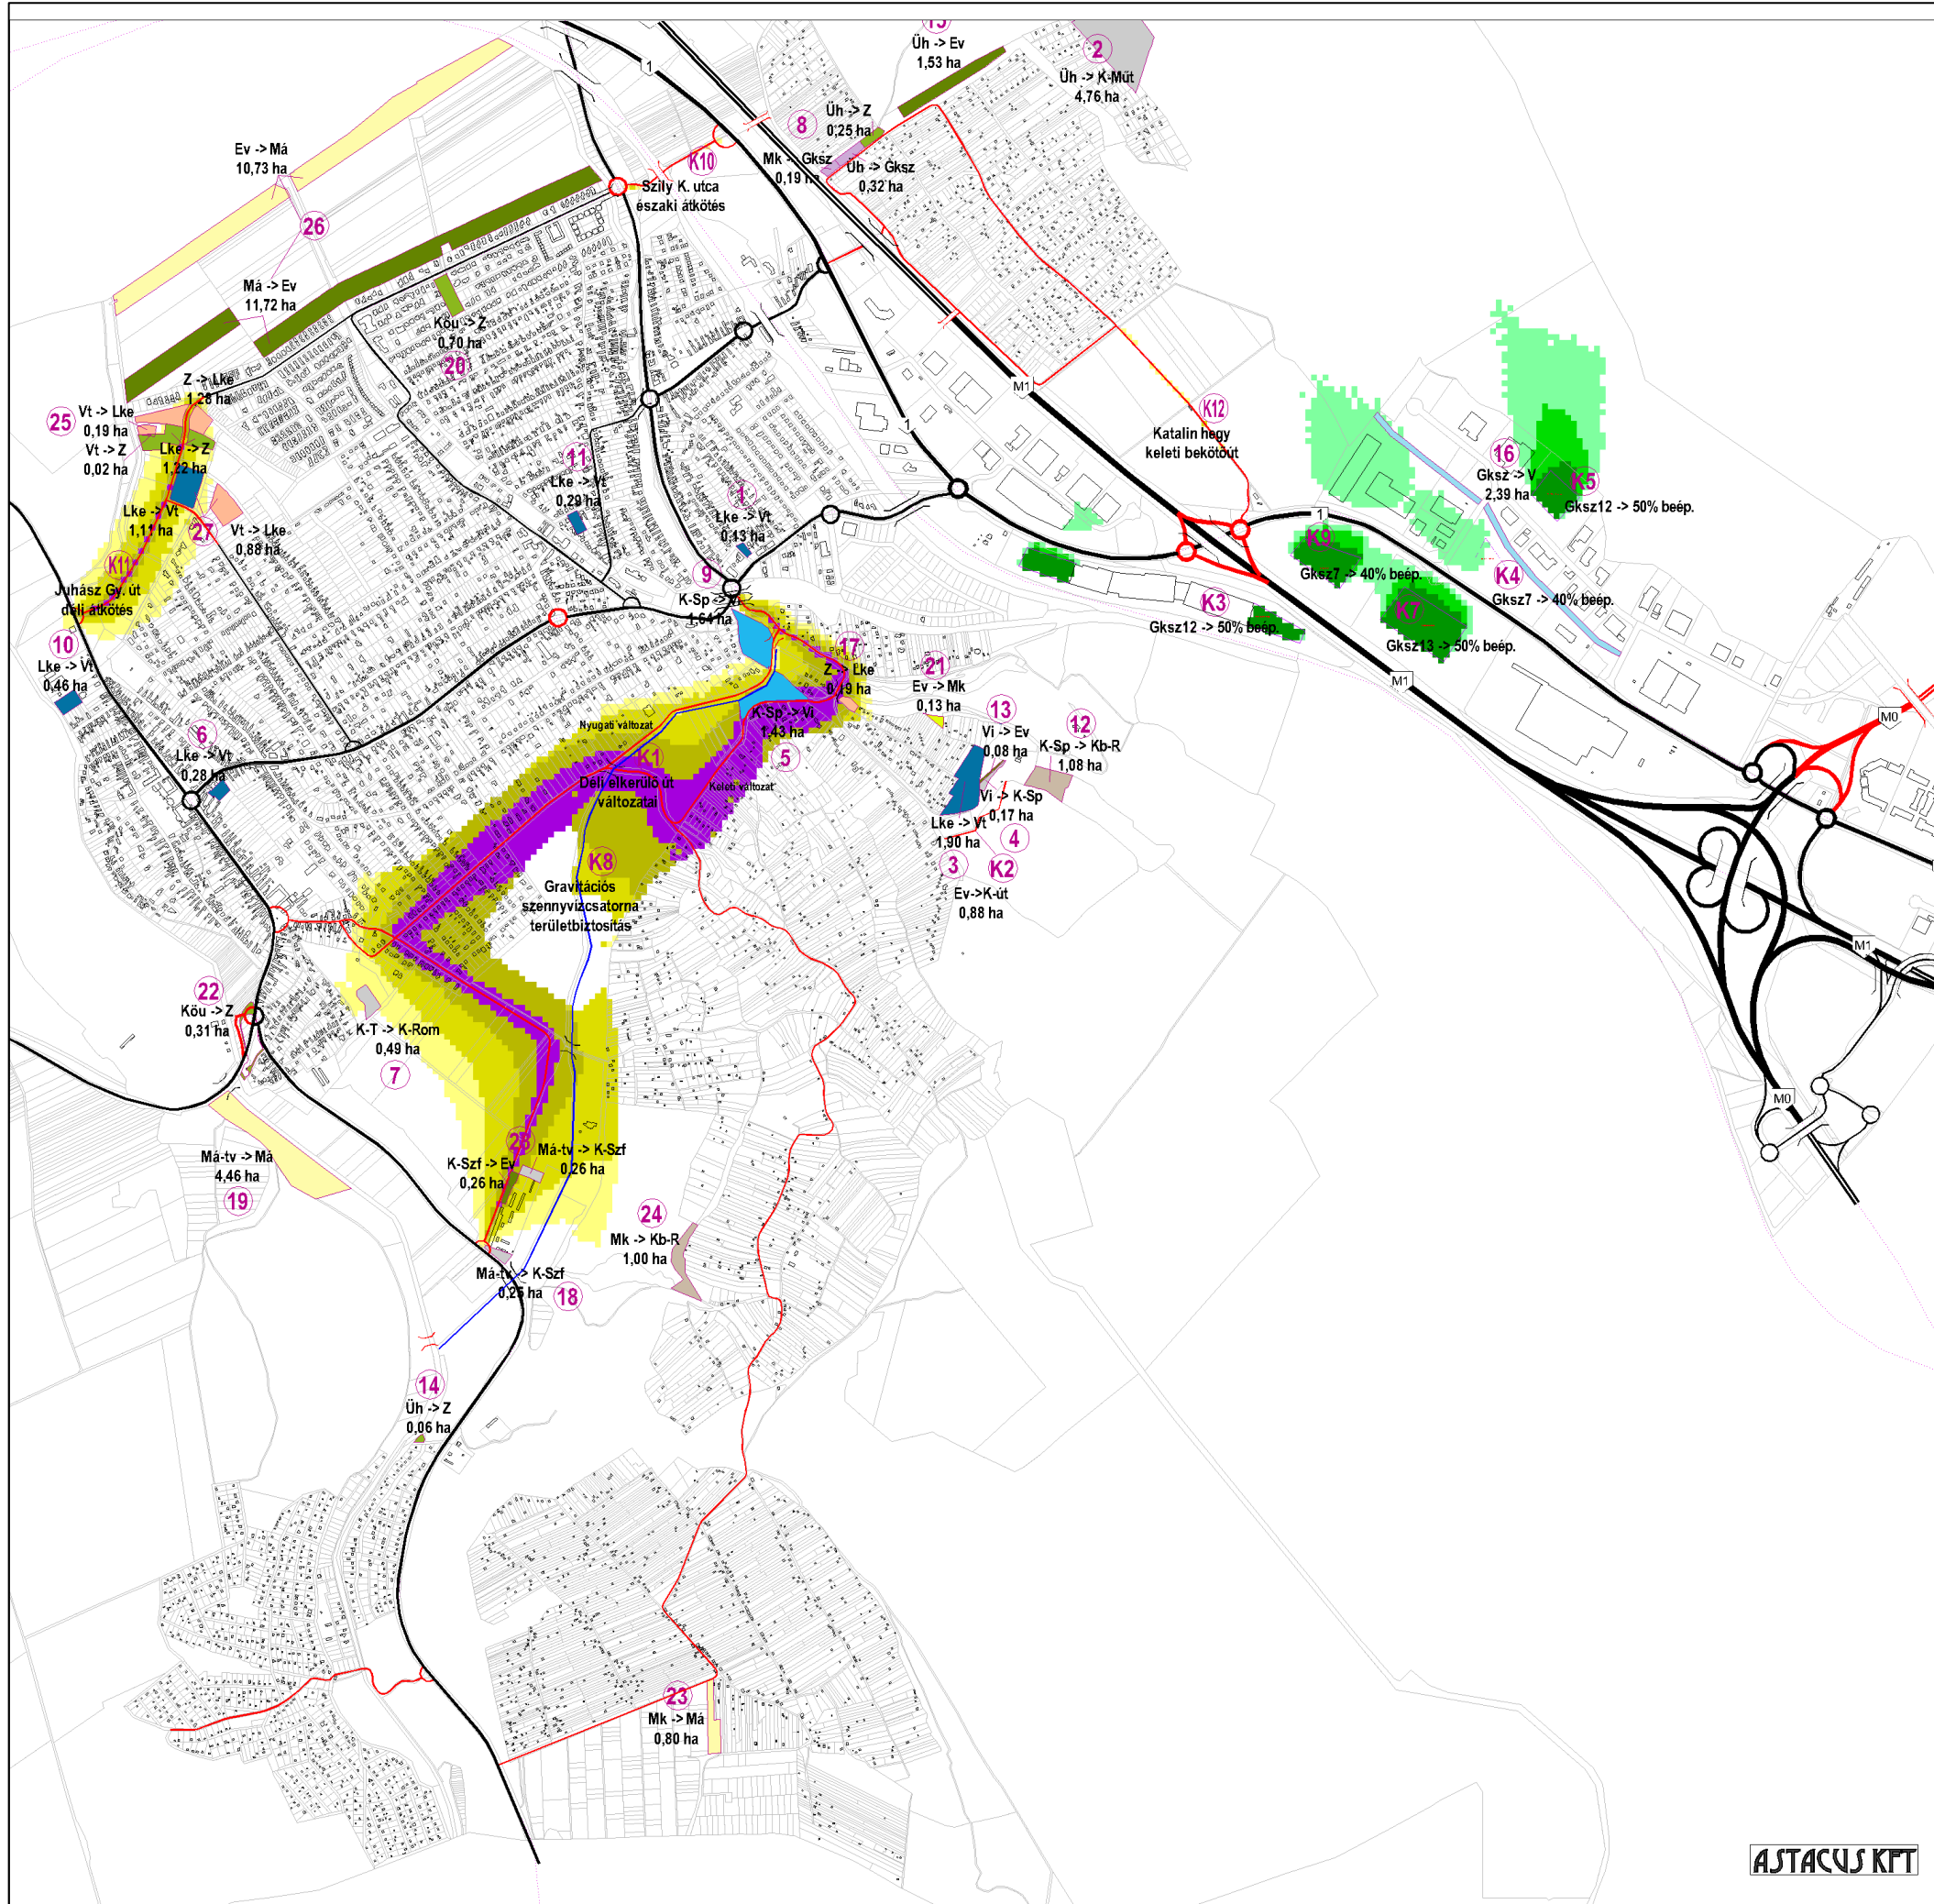 15
Üh -> Ev
1,53 ha
2
Üh -> K-Müt
4,76 ha
1
8
Üh -> Z
0,25 ha
Mk -> Gksz
0,19 ha
Üh -> Gksz
0,32 ha
K10
Szily K. utca
északi átkötés
Ev -> Má
10,73 ha
26
Má -> Ev
11,72 ha
Köu -> Z
0,70 ha
20
Z -> Lke
1,28 ha
25
Vt -> Lke
0,19 ha
Vt -> Z
0,02 ha
Lke -> Z
1,22 ha
Lke -> Vt
1,11 ha
27
Vt -> Lke
0,88 ha
K11
Juhász Gy. út
déli átkötés
10
Lke -> Vt
0,46 ha
6
Lke -> Vt
0,28 ha
11
Lke -> Vt
0,29 ha
1
Lke -> Vt
0,13 ha
9
K-Sp -> Vi
1,64 ha
M1
1
K12
Katalin hegy
keleti bekötőút
1
16
Gksz -> V
2,39 ha
K5
Gksz12 -> 50% beép.
K9
Gksz7 -> 40% beép.
K4
Gksz7 -> 40% beép.
K3
Gksz12 -> 50% beép.
K7
Gksz13 -> 50% beép.
M1
M0
17
Z -> Lke
0,19 ha
21
Ev -> Mk
0,13 ha
K-Sp -> Vi
1,43 ha
5
13
Vi -> Ev
0,08 ha
12
K-Sp -> Kb-R
1,08 ha
Vi -> K-Sp
0,17 ha
4
Lke -> Vt
1,90 ha
3
K2
Ev->K-út
0,88 ha
Nyugati változat
K1
Déli elkerülő út
változatai
Keleti változat
K8
Gravitációs
szennyvízcsatorna
területbiztosítás
M1
M0
22
Köu -> Z
0,31 ha
K-T -> K-Rom
0,49 ha
7
Má-tv -> Má
4,46 ha
19
28
K-Szf -> Ev
0,26 ha
Má-tv -> K-Szf
0,26 ha
Má-tv -> K-Szf
0,25 ha
18
24
Mk -> Kb-R
1,00 ha
14
Üh -> Z
0,06 ha
23
Mk -> Má
0,80 ha
ASTACUS KFT